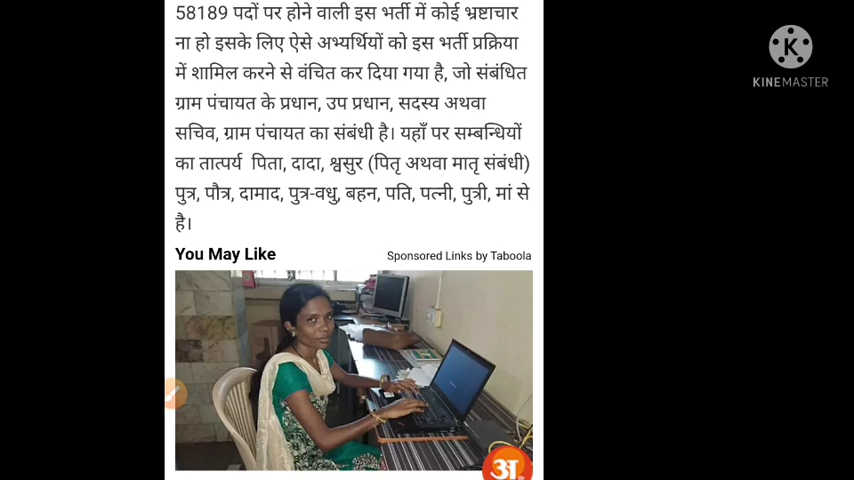 58189 पदों पर होने वाली इस भर्ती में कोई भ्रष्टाचार
ना हो इसके लिए ऐसे अभ्यर्थियों को इस भर्ती प्रक्रिया
में शामिल करने से वंचित कर दिया गया है, जो संबंधित
ग्राम पंचायत के प्रधान, उप प्रधान, सदस्य अथवा
सचिव, ग्राम पंचायत का संबंधी है। यहाँ पर सम्बन्धियों
का तात्पर्य पिता, दादा, श्वसुर (पितृ अथवा मातृ संबंधी)
पुत्र, पौत्र, दामाद, पुत्र-वधु, बहन, पति, पत्नी, पुत्री, मां से
है।
You May Like
Sponsored Links by Taboola
K
KINEMASTER
अ